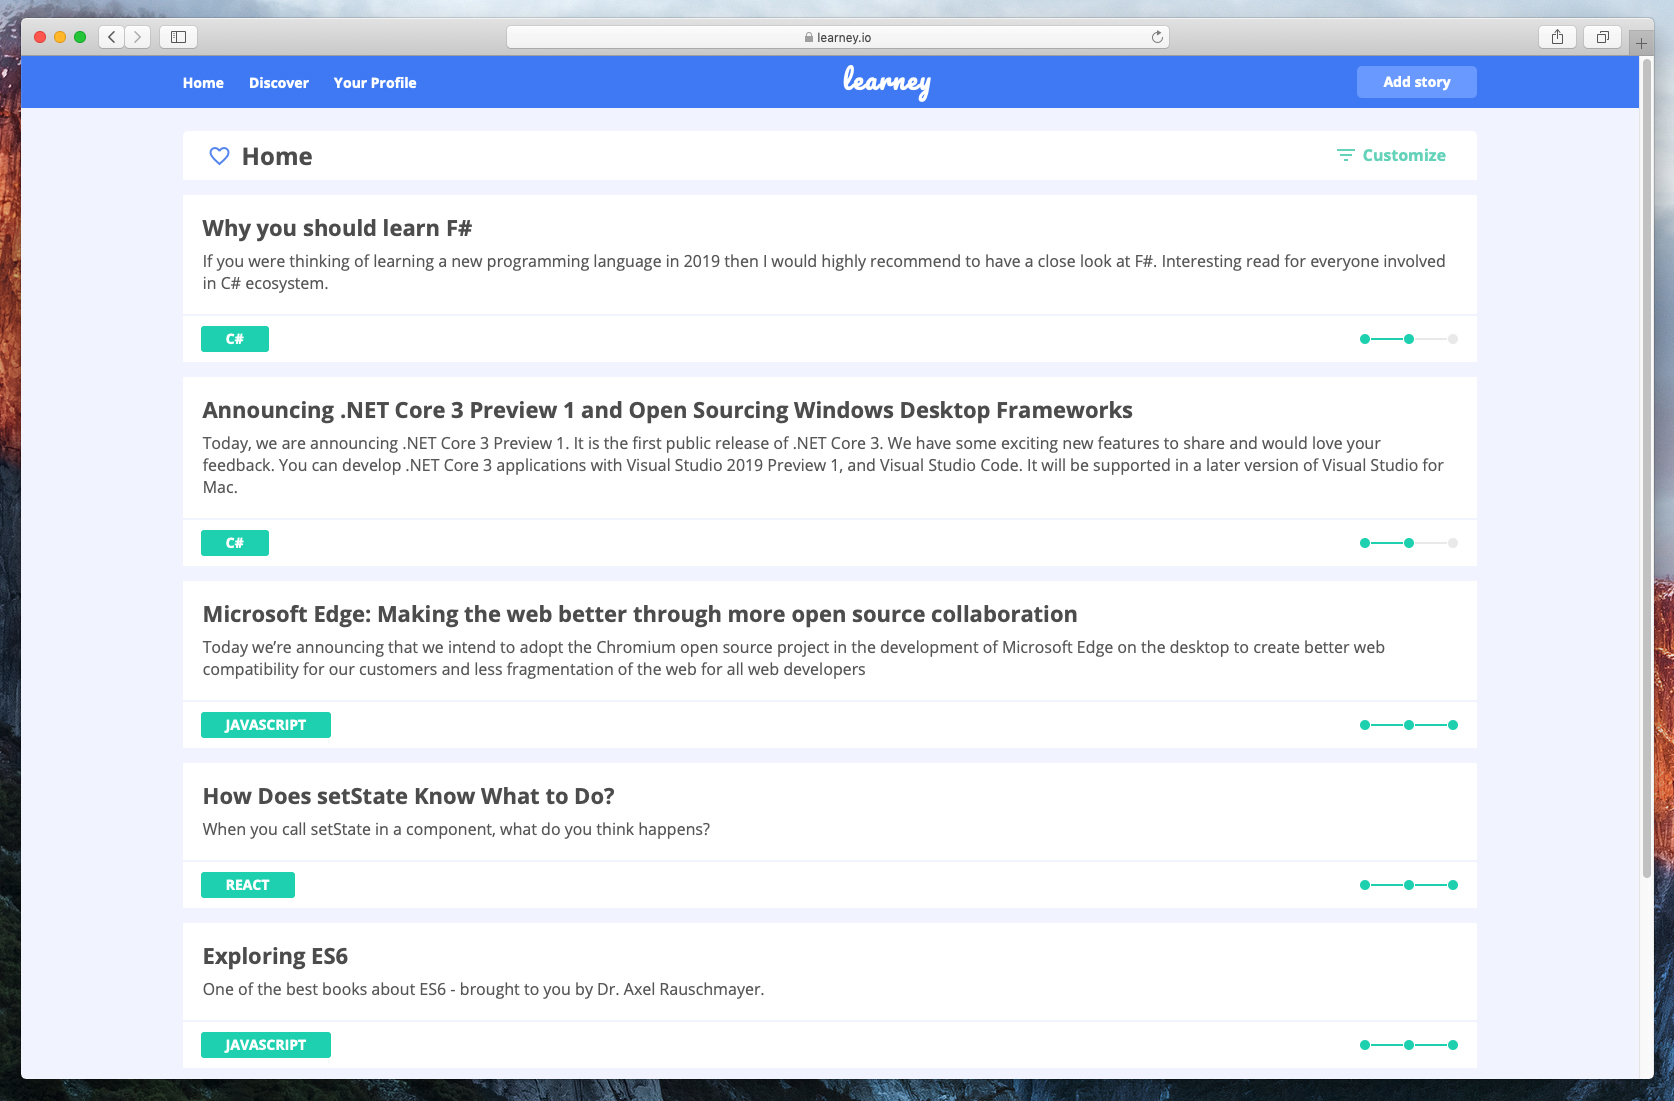 learney.io
Home Discover Your Profile learney Add story
Home Customize
Why you should learn F#
If you were thinking of learning a new programming language in 2019 then I would highly recommend to have a close look at F#. Interesting read for everyone involved
in C# ecosystem.
C#
Announcing .NET Core 3 Preview 1 and Open Sourcing Windows Desktop Frameworks
Today, we are announcing .NET Core 3 Preview 1. It is the first public release of .NET Core 3. We have some exciting new features to share and would love your
feedback. You can develop .NET Core 3 applications with Visual Studio 2019 Preview 1, and Visual Studio Code. It will be supported in a later version of Visual Studio for
Mac.
C#
Microsoft Edge: Making the web better through more open source collaboration
Today we’re announcing that we intend to adopt the Chromium open source project in the development of Microsoft Edge on the desktop to create better web
compatibility for our customers and less fragmentation of the web for all web developers
JAVASCRIPT
How Does setState Know What to Do?
When you call setState in a component, what do you think happens?
REACT
Exploring ES6
One of the best books about ES6 - brought to you by Dr. Axel Rauschmayer.
JAVASCRIPT